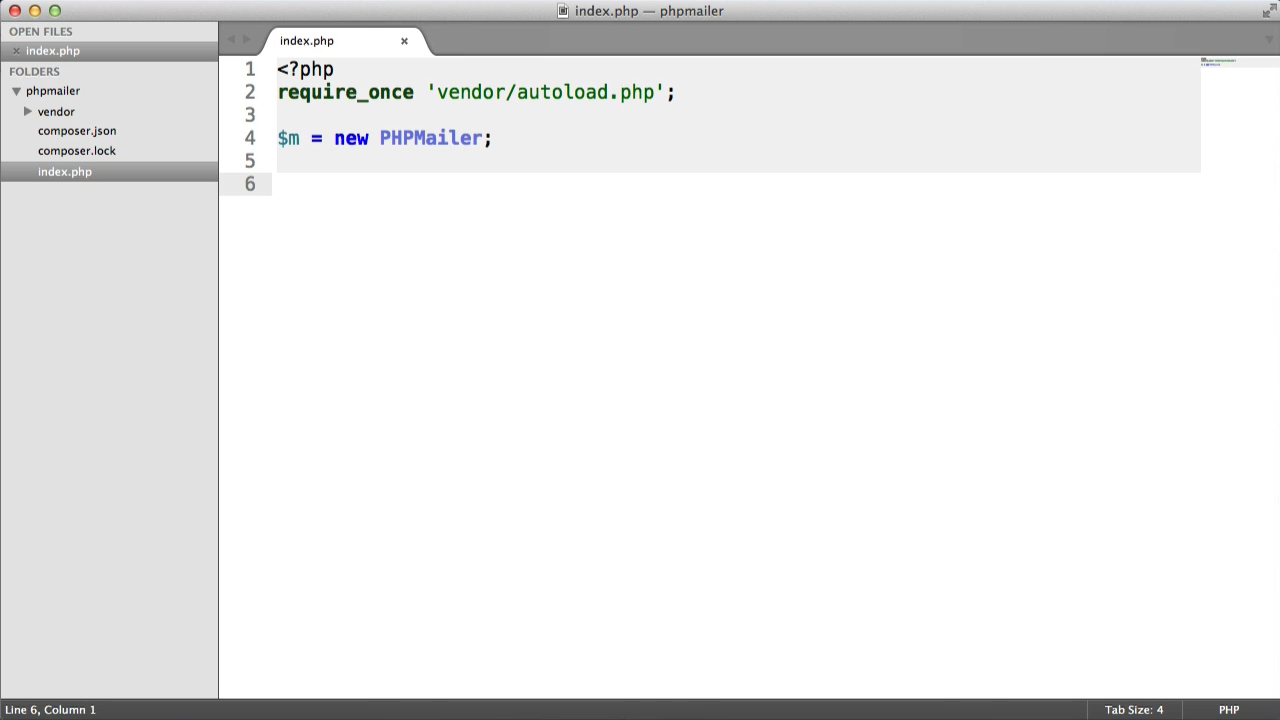 index.php — phpmailer
OPEN FILES
index.php
FOLDERS
phpmailer
vendor
composer.json
composer.lock
index.php
index.php
1 <?php
2 require_once 'vendor/autoload.php';
3
4 $m = new PHPMailer;
5
6
Line 6, Column 1
Tab Size: 4
PHP